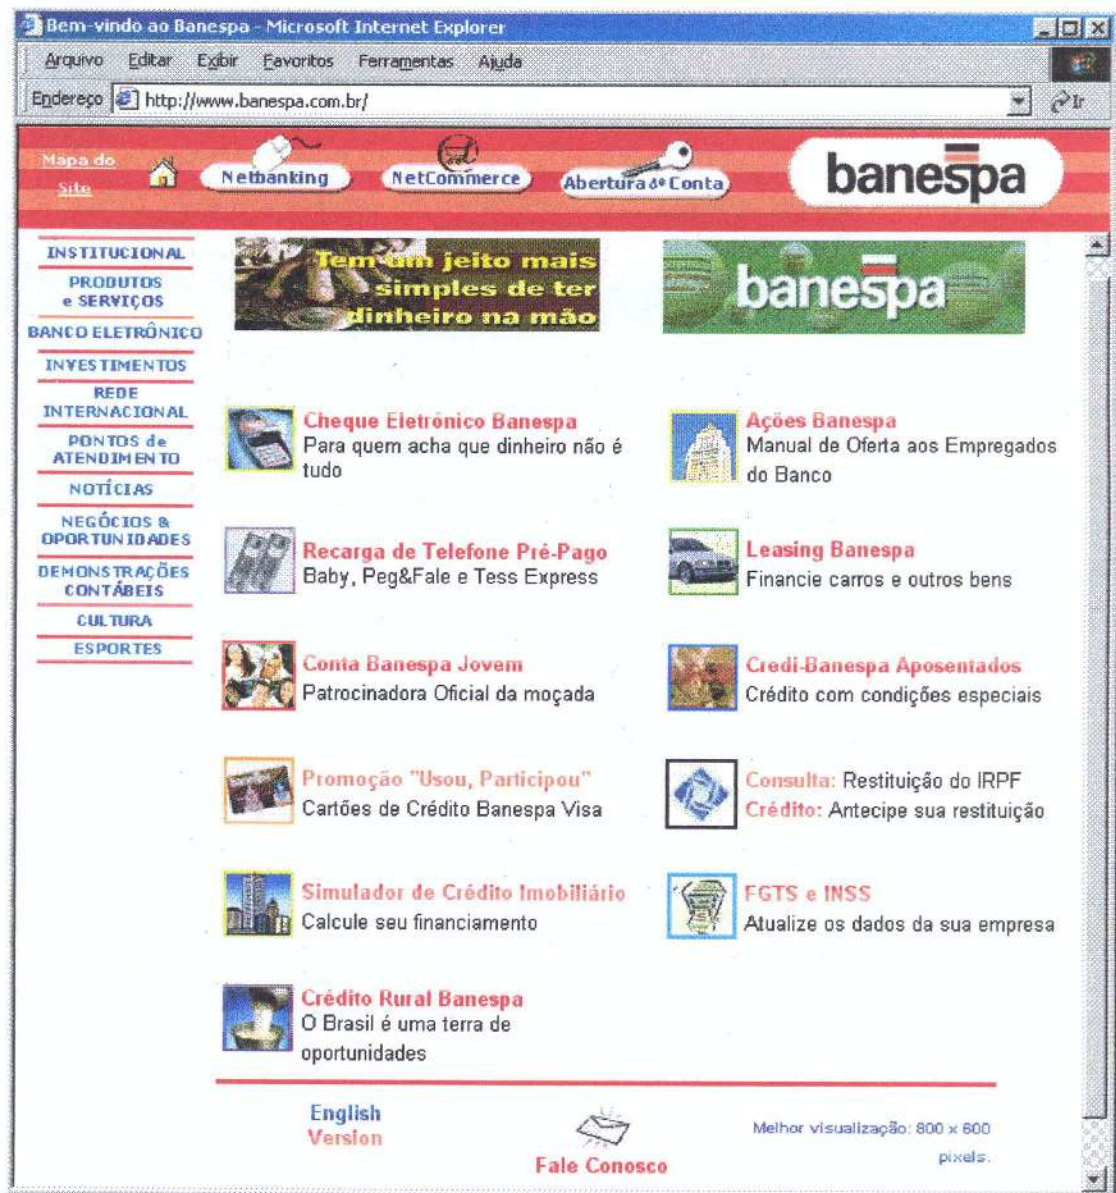 Bem-vindo ao Banespa - Microsoft Internet Explorer
Arquivo Editar Exibir Favoritos Ferramentas Ajuda
Endereço http://www.banespa.com.br/ Ir
Mapa do
Site
Netbanking
NetCommerce
Abertura de Conta
banespa
INSTITUCIONAL
PRODUTOS
e SERVIÇOS
BANCO ELETRÔNICO
INVESTIMENTOS
REDE
INTERNACIONAL
PONTOS de
ATENDIMENTO
NOTÍCIAS
NEGÓCIOS &
OPORTUNIDADES
DEMONSTRAÇÕES
CONTÁBEIS
CULTURA
ESPORTES
Tem um jeito mais
simples de ter
dinheiro na mão
banespa
Cheque Eletrônico Banespa
Para quem acha que dinheiro não é
tudo
Ações Banespa
Manual de Oferta aos Empregados
do Banco
Recarga de Telefone Pré-Pago
Baby, Peg&Fale e Tess Express
Leasing Banespa
Financie carros e outros bens
Conta Banespa Jovem
Patrocinadora Oficial da moçada
Credi-Banespa Aposentados
Crédito com condições especiais
Promoção "Usou, Participou"
Cartões de Crédito Banespa Visa
Consulta: Restituição do IRPF
Crédito: Antecipe sua restituição
Simulador de Crédito Imobiliário
Calcule seu financiamento
FGTS e INSS
Atualize os dados da sua empresa
Crédito Rural Banespa
O Brasil é uma terra de
oportunidades
English
Version
Fale Conosco
Melhor visualização: 800 x 600
pixels.